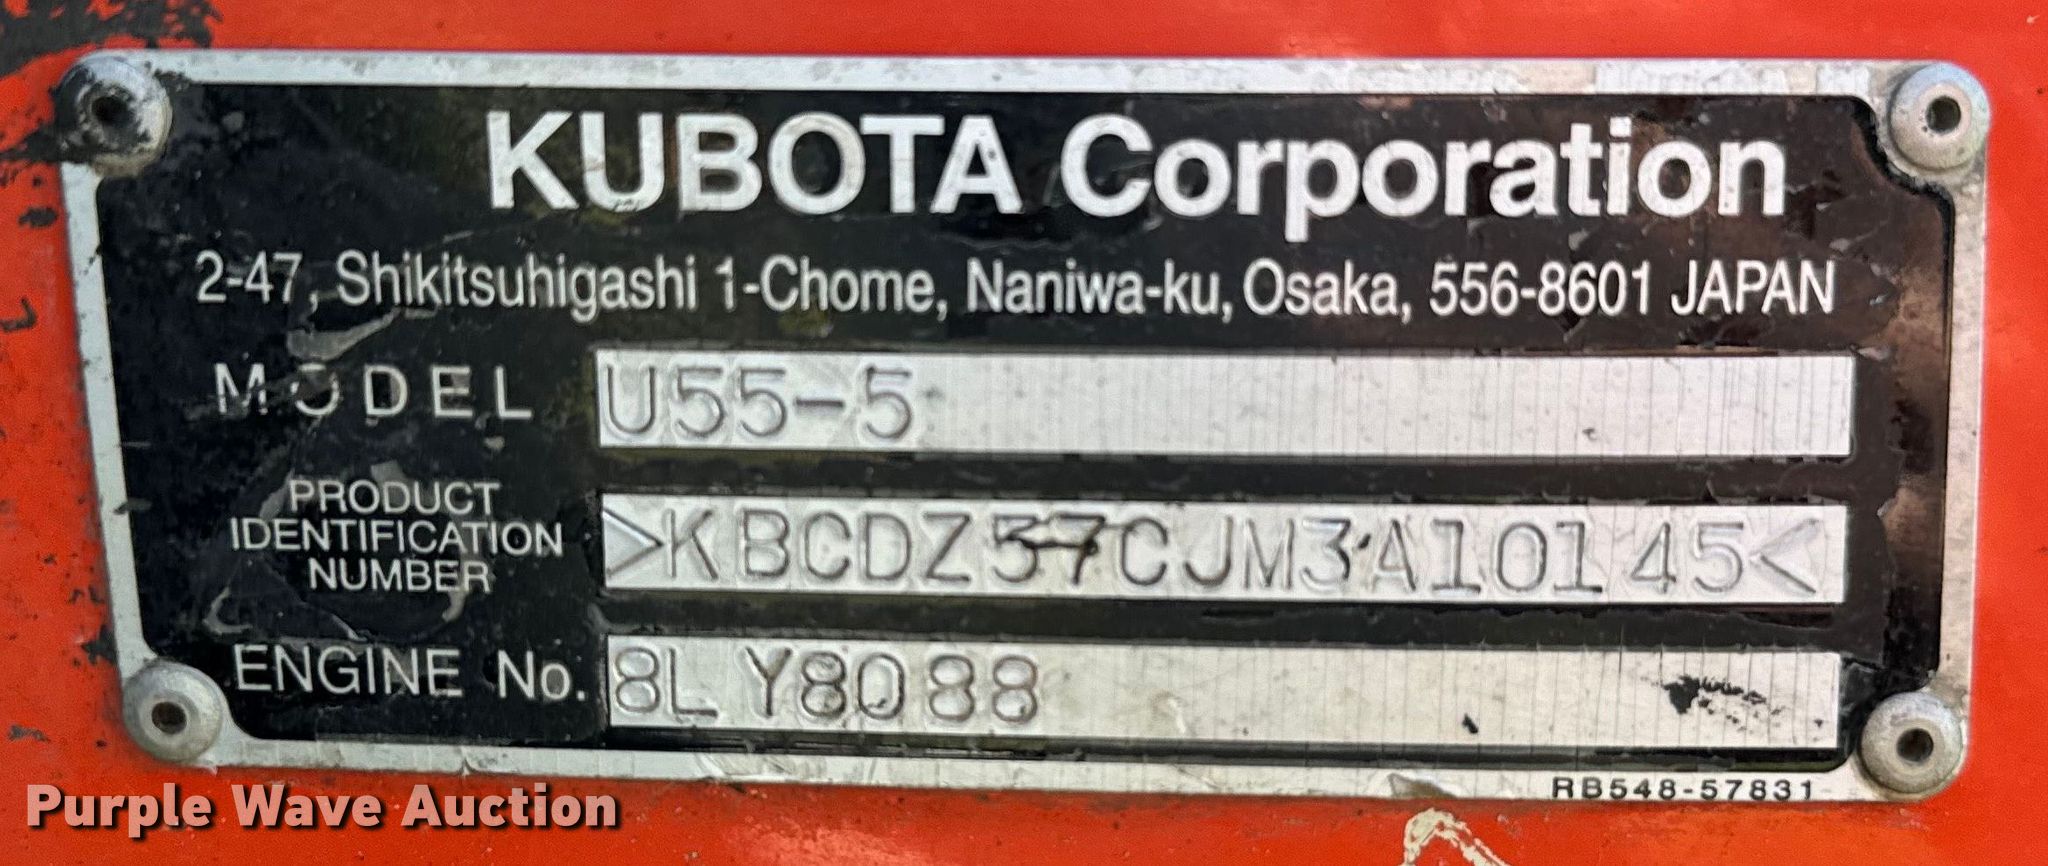 KUBOTA Corporation
2-47, Shikitsuhigashi 1-Chome, Naniwa-ku, Osaka, 556-8601 JAPAN
MODEL U55-5
PRODUCT
IDENTIFICATION
NUMBER >KBCDZ57CJM3A10145<
ENGINE No. 8LY8088
RB548-57831
Purple Wave Auction